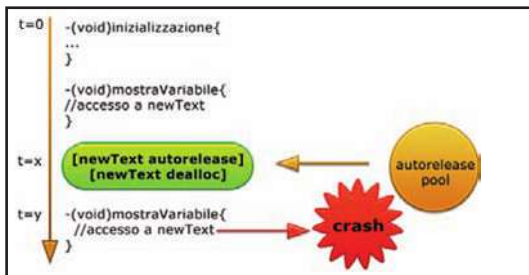 t=0
-(void)inizializzazione{
...
}
-(void)mostraVariabile{
//accesso a newText
}
t=x
[newText autorelease]
[newText dealloc]
autorelease
pool
t=y
-(void)mostraVariabile{
//accesso a newText
}
crash